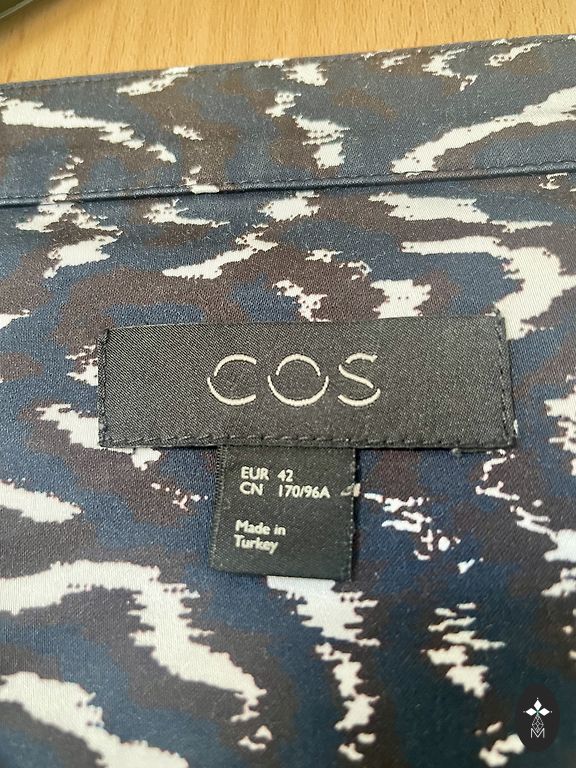 COS
EUR 42
CN 170/96A
Made in
Turkey